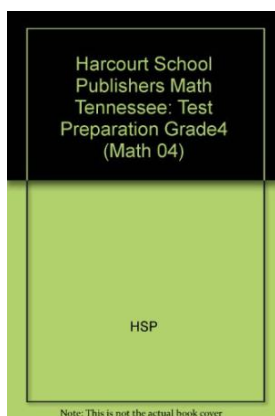 Harcourt School
Publishers Math
Tennessee: Test
Preparation Grade4
(Math 04)
HSP
Note: This is not the actual book cover